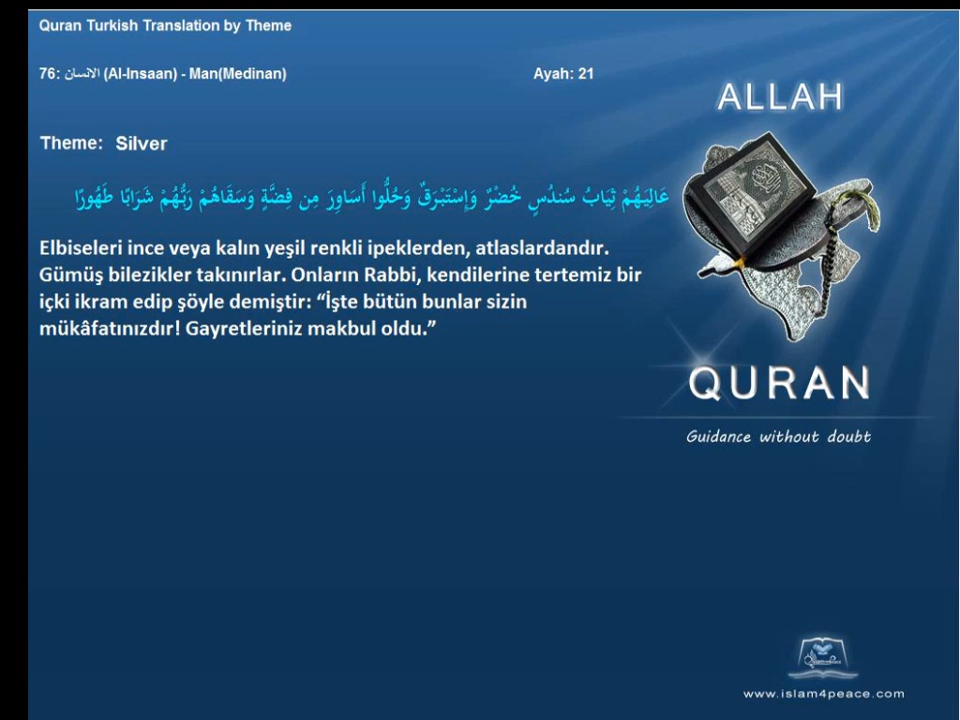 Quran Turkish Translation by Theme
76: الانسان (Al-Insaan) - Man(Medinan)
Ayah: 21
Theme: Silver
عَالِيَهُمْ ثِيَابُ سُندُسٍ خُضْرٌ وَإِسْتَبْرَقٌ وَحُلُّوا أَسَاوِرَ مِن فِضَّةٍ وَسَقَاهُمْ رَبُّهُمْ شَرَابًا طَهُورًا
Elbiseleri ince veya kalın yeşil renkli ipeklerden, atlaslardandır.
Gümüş bilezikler takınırlar. Onların Rabbi, kendilerine tertemiz bir
içki ikram edip şöyle demiştir: “İşte bütün bunlar sizin
mükâfatınızdır! Gayretleriniz makbul oldu.”
ALLAH
QURAN
Guidance without doubt
www.islam4peace.com